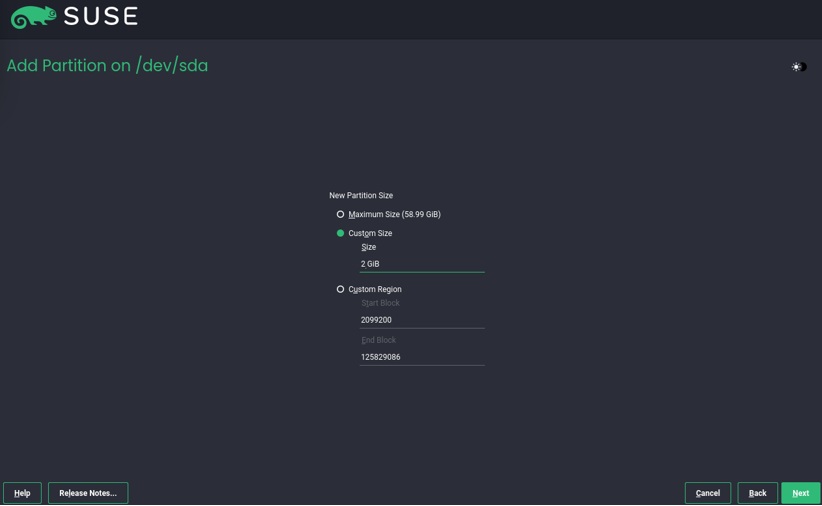 SUSE
Add Partition on /dev/sda
New Partition Size
Maximum Size (58.99 GiB)
Custom Size
Size
2 GiB
Custom Region
Start Block
2099200
End Block
125829086
Help
Release Notes...
Cancel
Back
Next